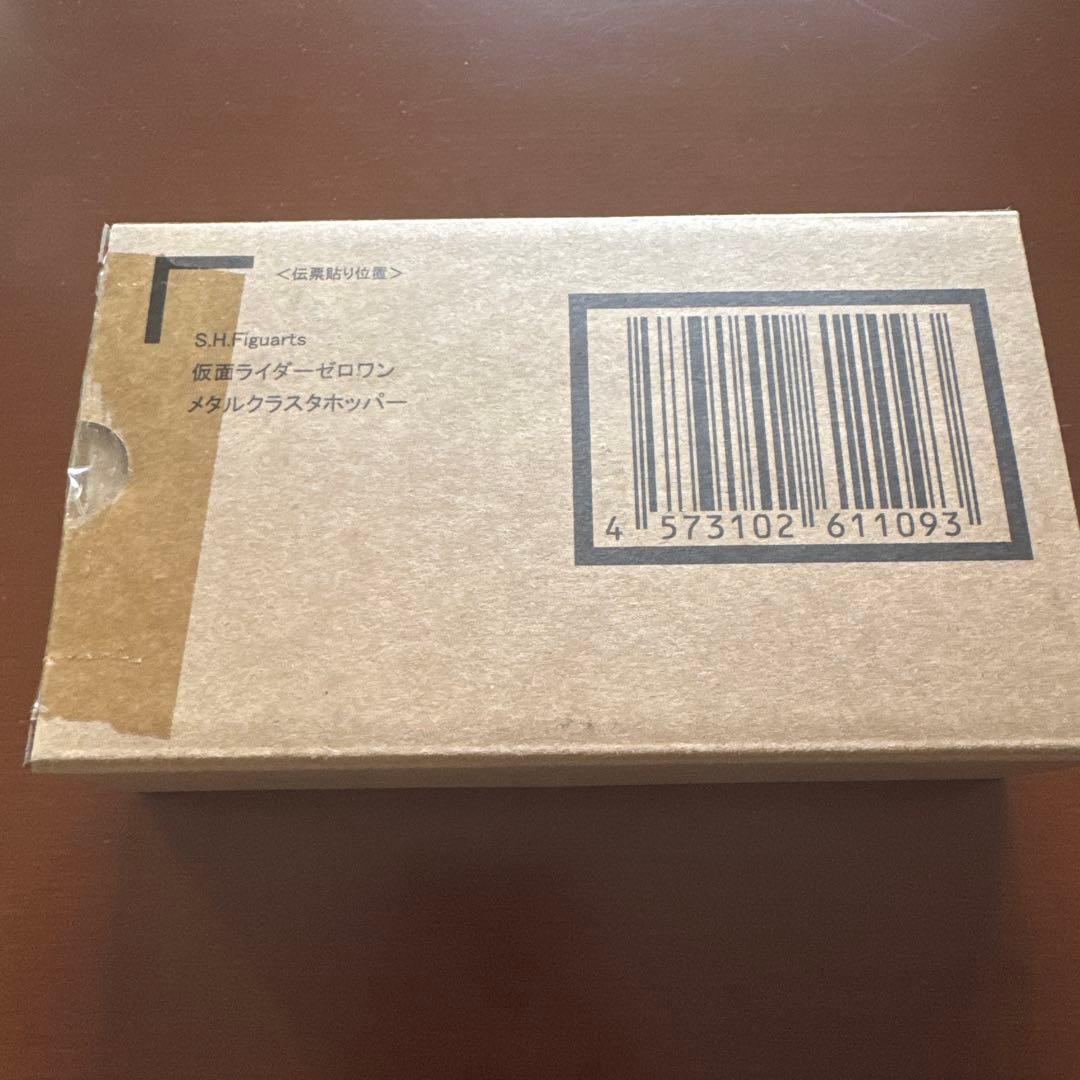 ＜伝票貼り位置＞
S.H.Figuarts
仮面ライダーゼロワン
メタルクラスタホッパー
4 573102 611093